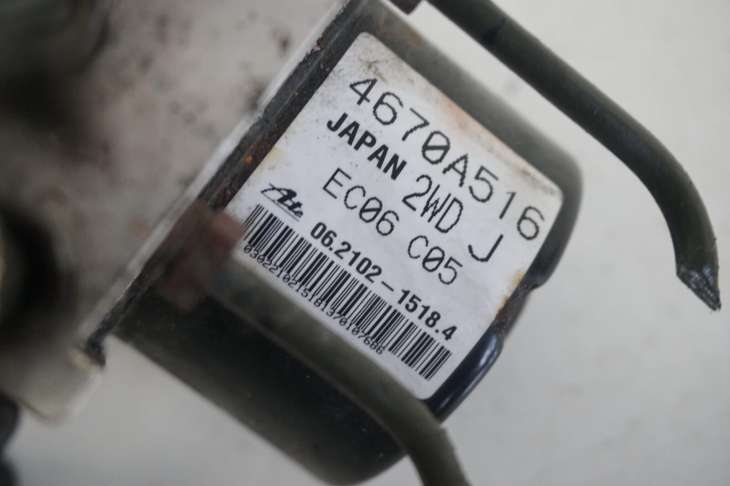 4670A516
JAPAN 2WD J
EC06 C05
Ate 06.2102-1518.4